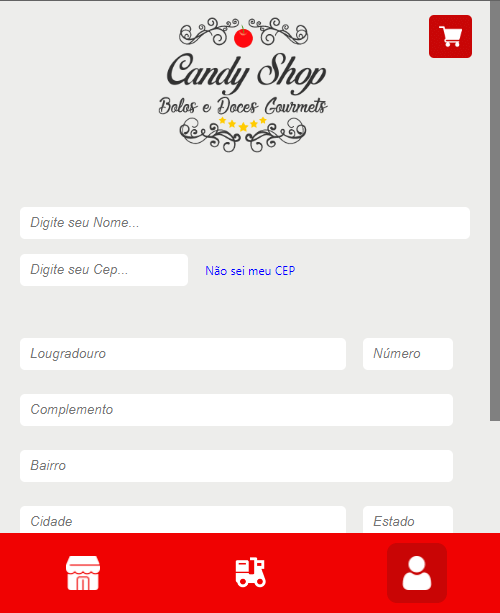 Candy Shop
Bolos e Doces Gourmets
Digite seu Nome...
Digite seu Cep...
Não sei meu CEP
Lougradouro
Número
Complemento
Bairro
Cidade
Estado